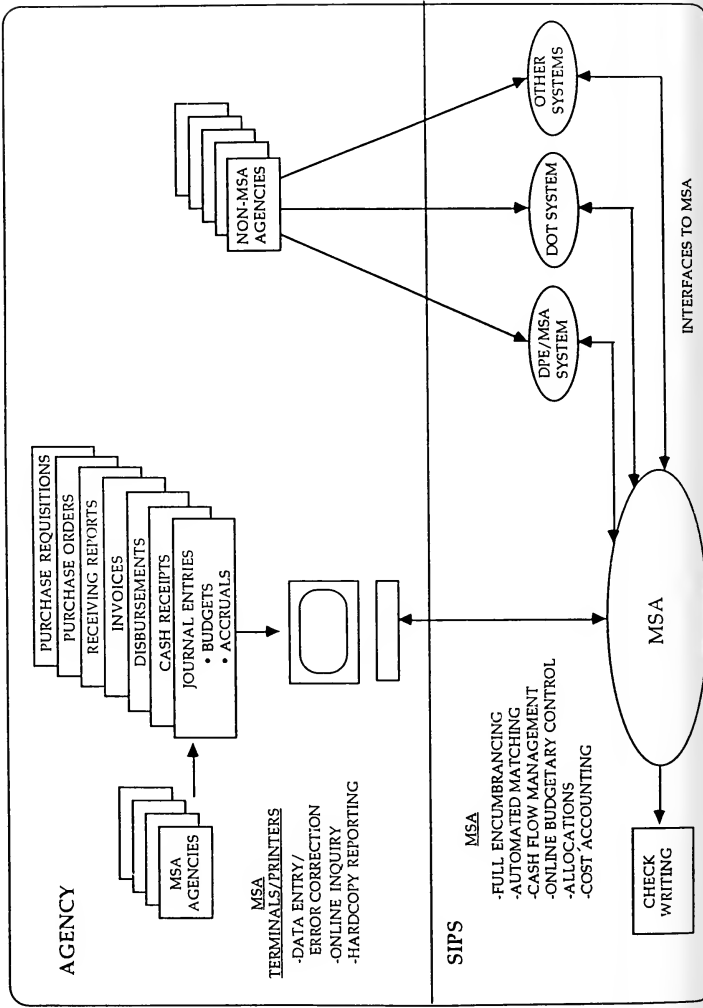 AGENCY
MSA
AGENCIES
PURCHASE REQUISITIONS
PURCHASE ORDERS
RECEIVING REPORTS
INVOICES
DISBURSEMENTS
CASH RECEIPTS
JOURNAL ENTRIES
• BUDGETS
• ACCRUALS
NON-MSA
AGENCIES
MSA
TERMINALS/PRINTERS
-DATA ENTRY/
ERROR CORRECTION
-ONLINE INQUIRY
-HARDCOPY REPORTING
SIPS
MSA
-FULL ENCUMBRANCING
-AUTOMATED MATCHING
-CASH FLOW MANAGEMENT
-ONLINE BUDGETARY CONTROL
-ALLOCATIONS
-COST ACCOUNTING
DPE/MSA
SYSTEM
DOT SYSTEM
OTHER
SYSTEMS
CHECK
WRITING
MSA
INTERFACES TO MSA